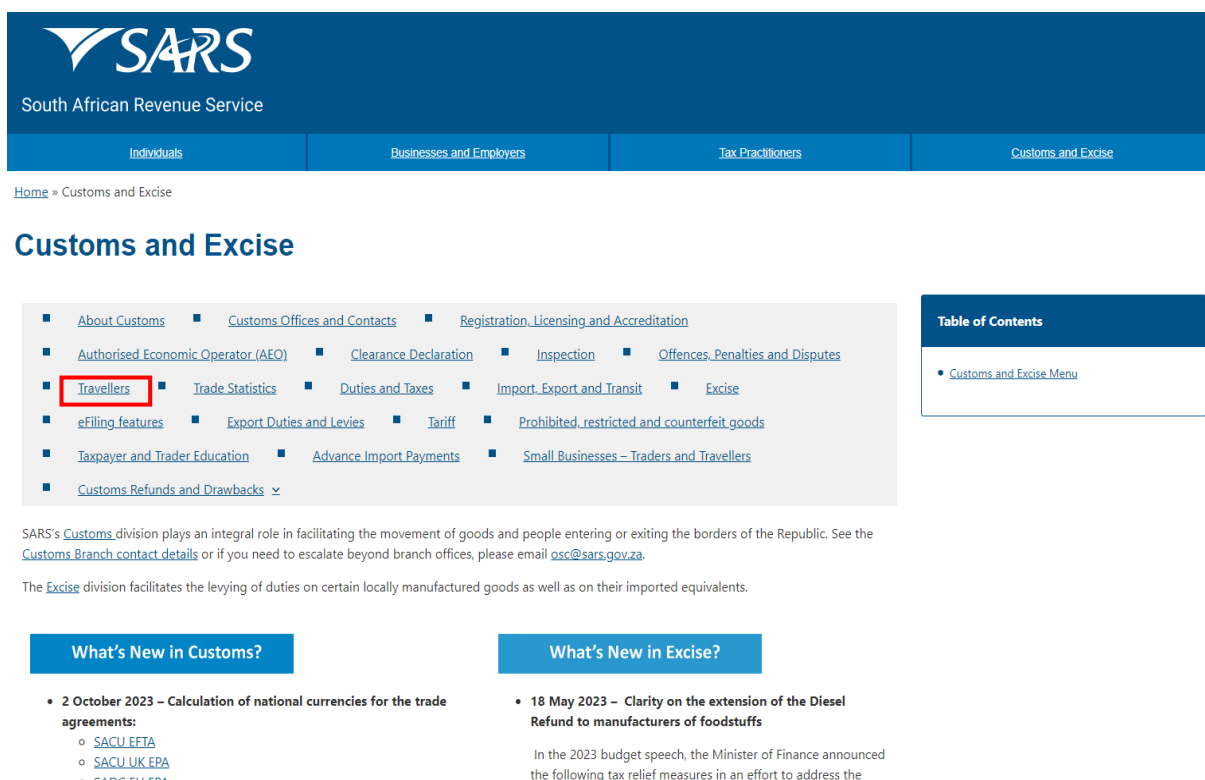 SARS
South African Revenue Service
Individuals
Businesses and Employers
Tax Practitioners
Customs and Excise
Home » Customs and Excise
Customs and Excise
About Customs
Customs Offices and Contacts
Registration, Licensing and Accreditation
Authorised Economic Operator (AEO)
Clearance Declaration
Inspection
Offences, Penalties and Disputes
Travellers
Trade Statistics
Duties and Taxes
Import, Export and Transit
Excise
eFiling features
Export Duties and Levies
Tariff
Prohibited, restricted and counterfeit goods
Taxpayer and Trader Education
Advance Import Payments
Small Businesses – Traders and Travellers
Customs Refunds and Drawbacks
Table of Contents
Customs and Excise Menu
SARS's Customs division plays an integral role in facilitating the movement of goods and people entering or exiting the borders of the Republic. See the
Customs Branch contact details or if you need to escalate beyond branch offices, please email osc@sars.gov.za.
The Excise division facilitates the levying of duties on certain locally manufactured goods as well as on their imported equivalents.
What's New in Customs?
2 October 2023 – Calculation of national currencies for the trade
agreements:
SACU EFTA
SACU UK EPA
SADC EU EPA
What's New in Excise?
18 May 2023 – Clarity on the extension of the Diesel
Refund to manufacturers of foodstuffs
In the 2023 budget speech, the Minister of Finance announced
the following tax relief measures in an effort to address the